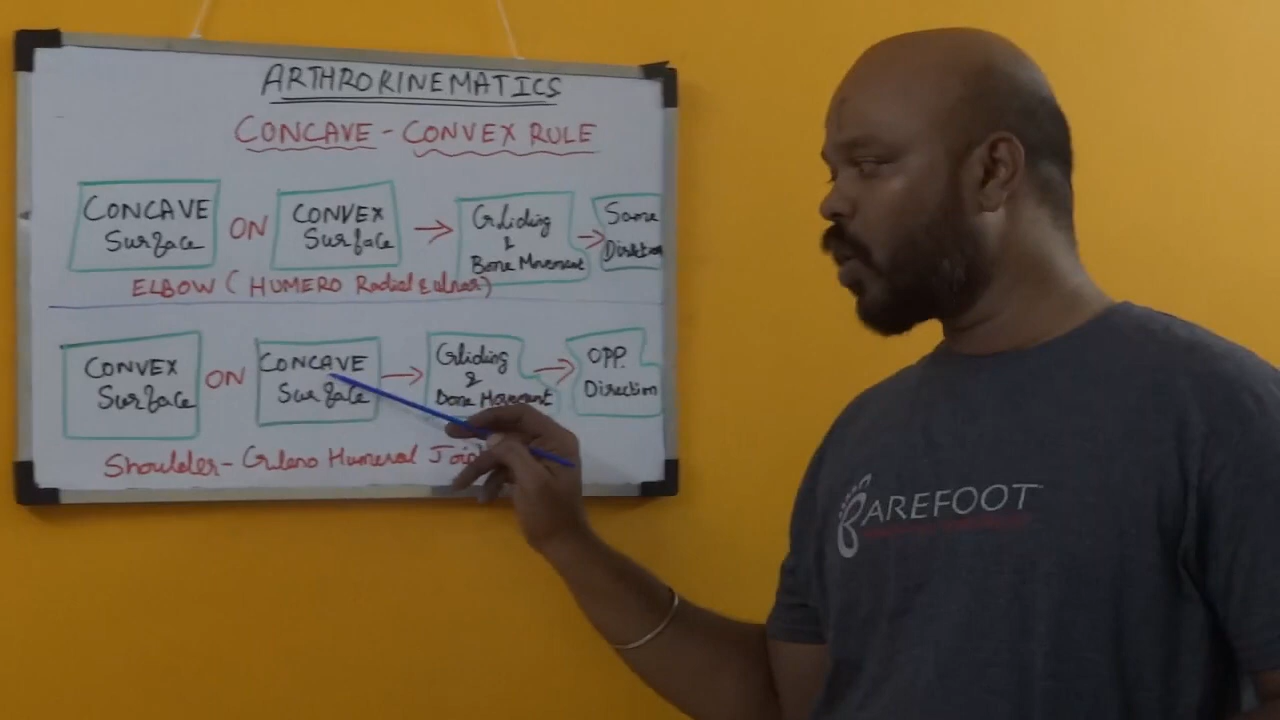 ARTHROKINEMATICS
CONCAVE - CONVEX RULE
CONCAVE
Surface
ON
CONVEX
Surface
Gliding
&
Bone Movement
Same
Direction
ELBOW ( HUMERO Radial & ulnar)
CONVEX
Surface
ON
CONCAVE
Surface
Gliding
&
Bone Movement
OPP.
Direction
Shoulder - Gleno Humeral Joint
BAREFOOT